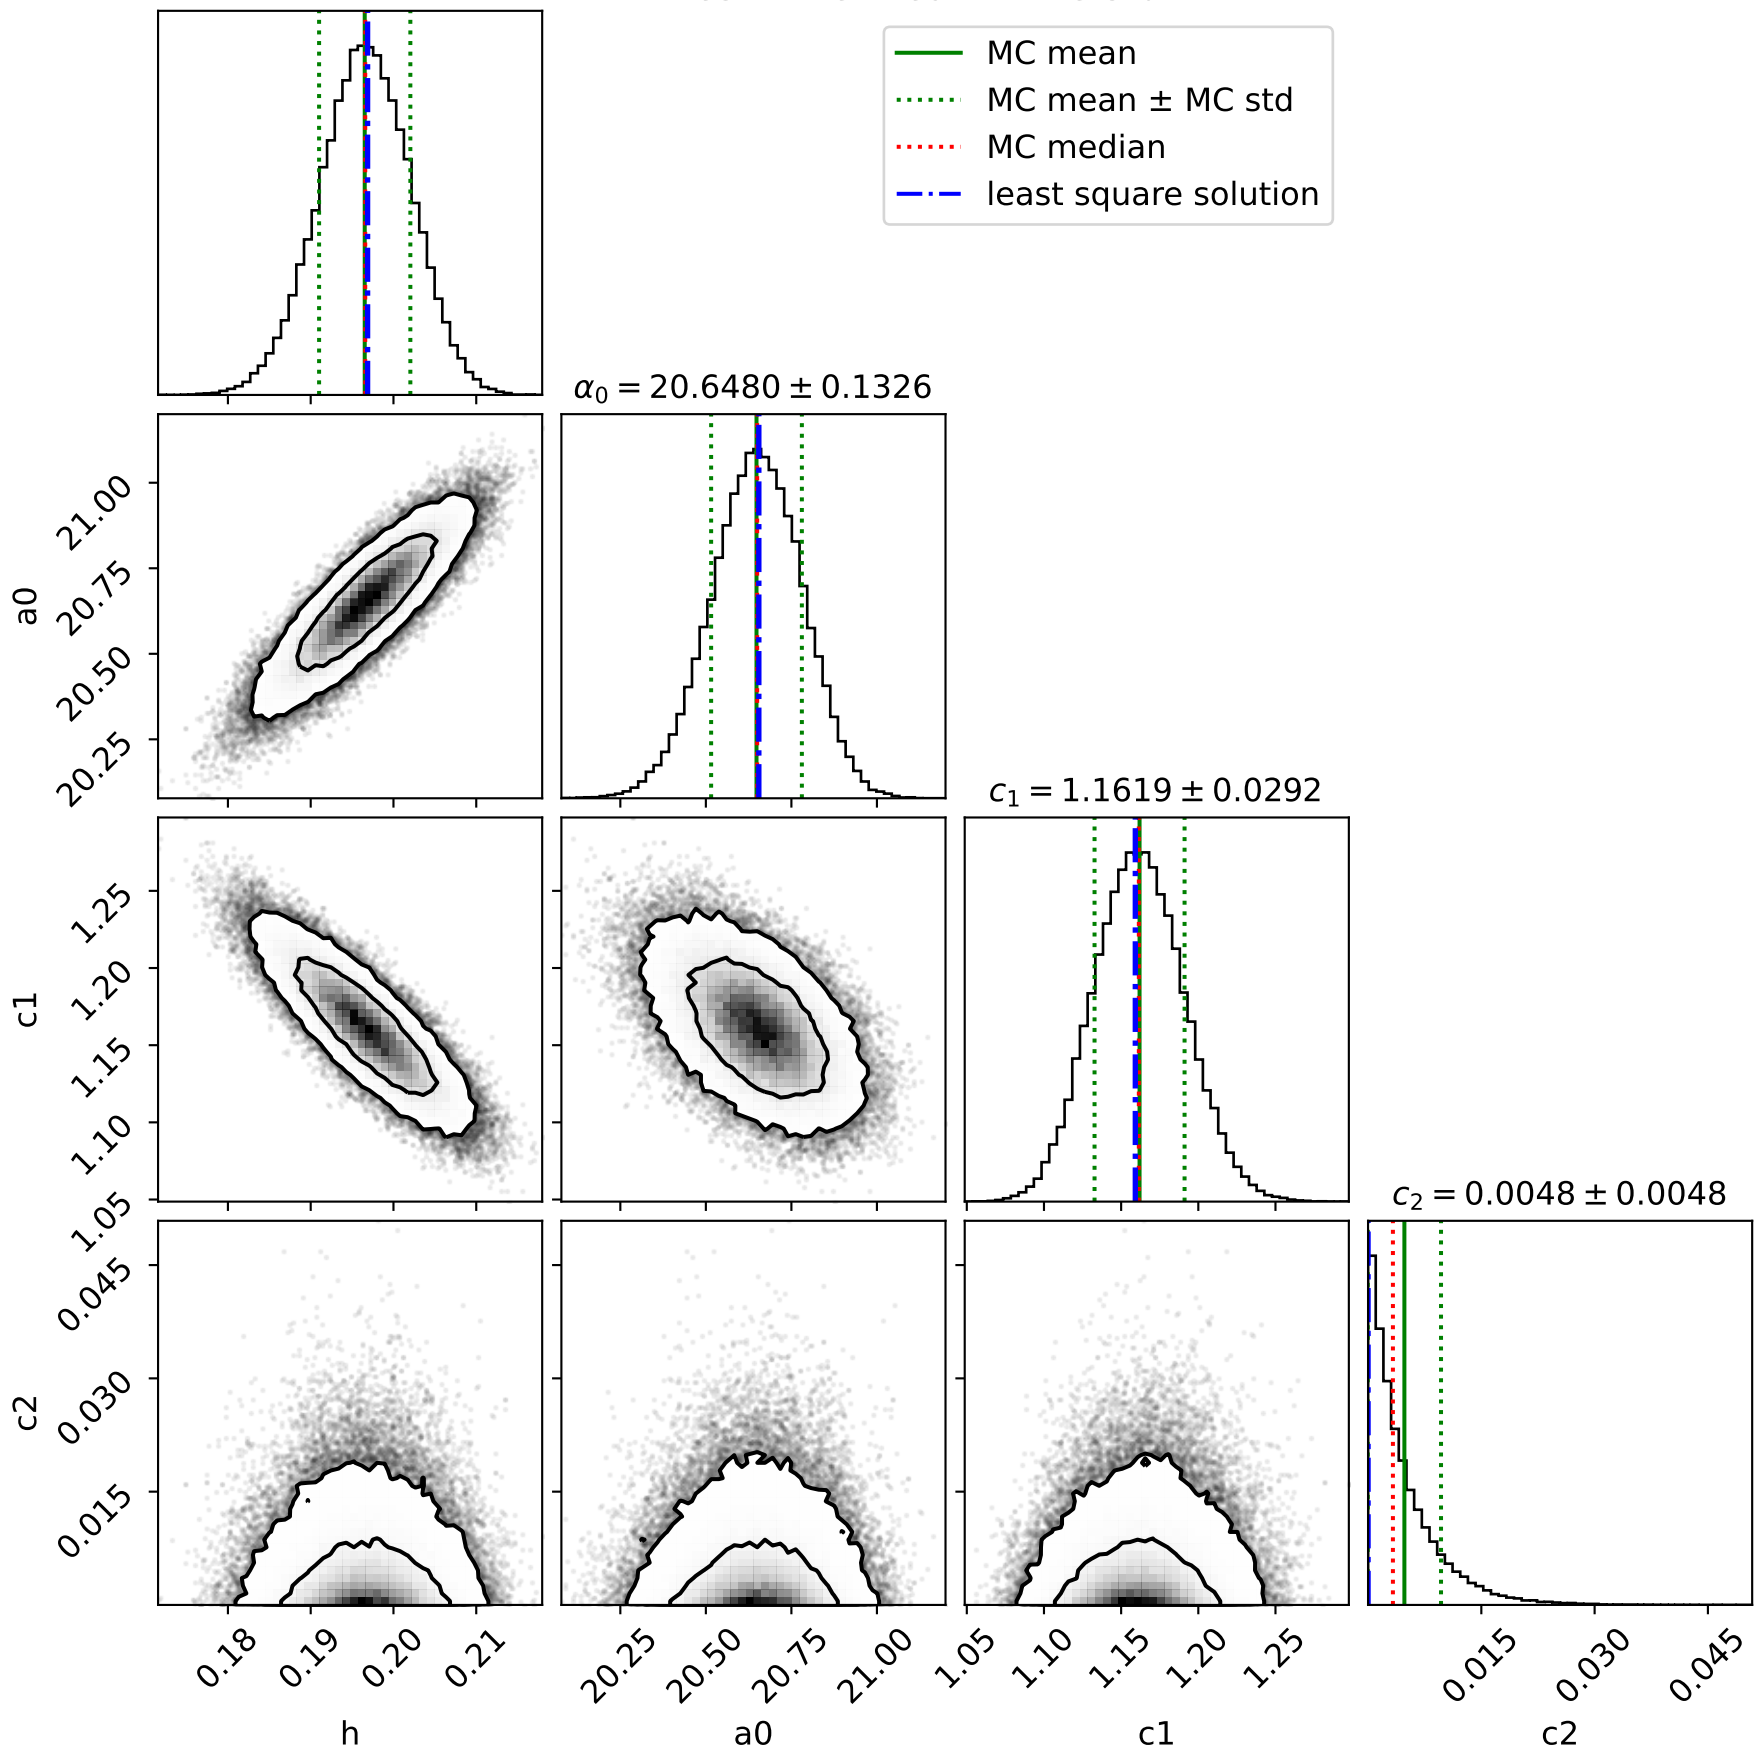 MC mean
MC mean ± MC std
MC median
least square solution
α₀ = 20.6480 ± 0.1326
21.00
20.75
20.50
20.25
a0
c₁ = 1.1619 ± 0.0292
1.25
1.20
1.15
1.10
1.05
c1
c₂ = 0.0048 ± 0.0048
0.045
0.030
0.015
c2
0.18 0.19 0.20 0.21
20.25 20.50 20.75 21.00
1.05 1.10 1.15 1.20 1.25
0.015 0.030 0.045
h a0 c1 c2